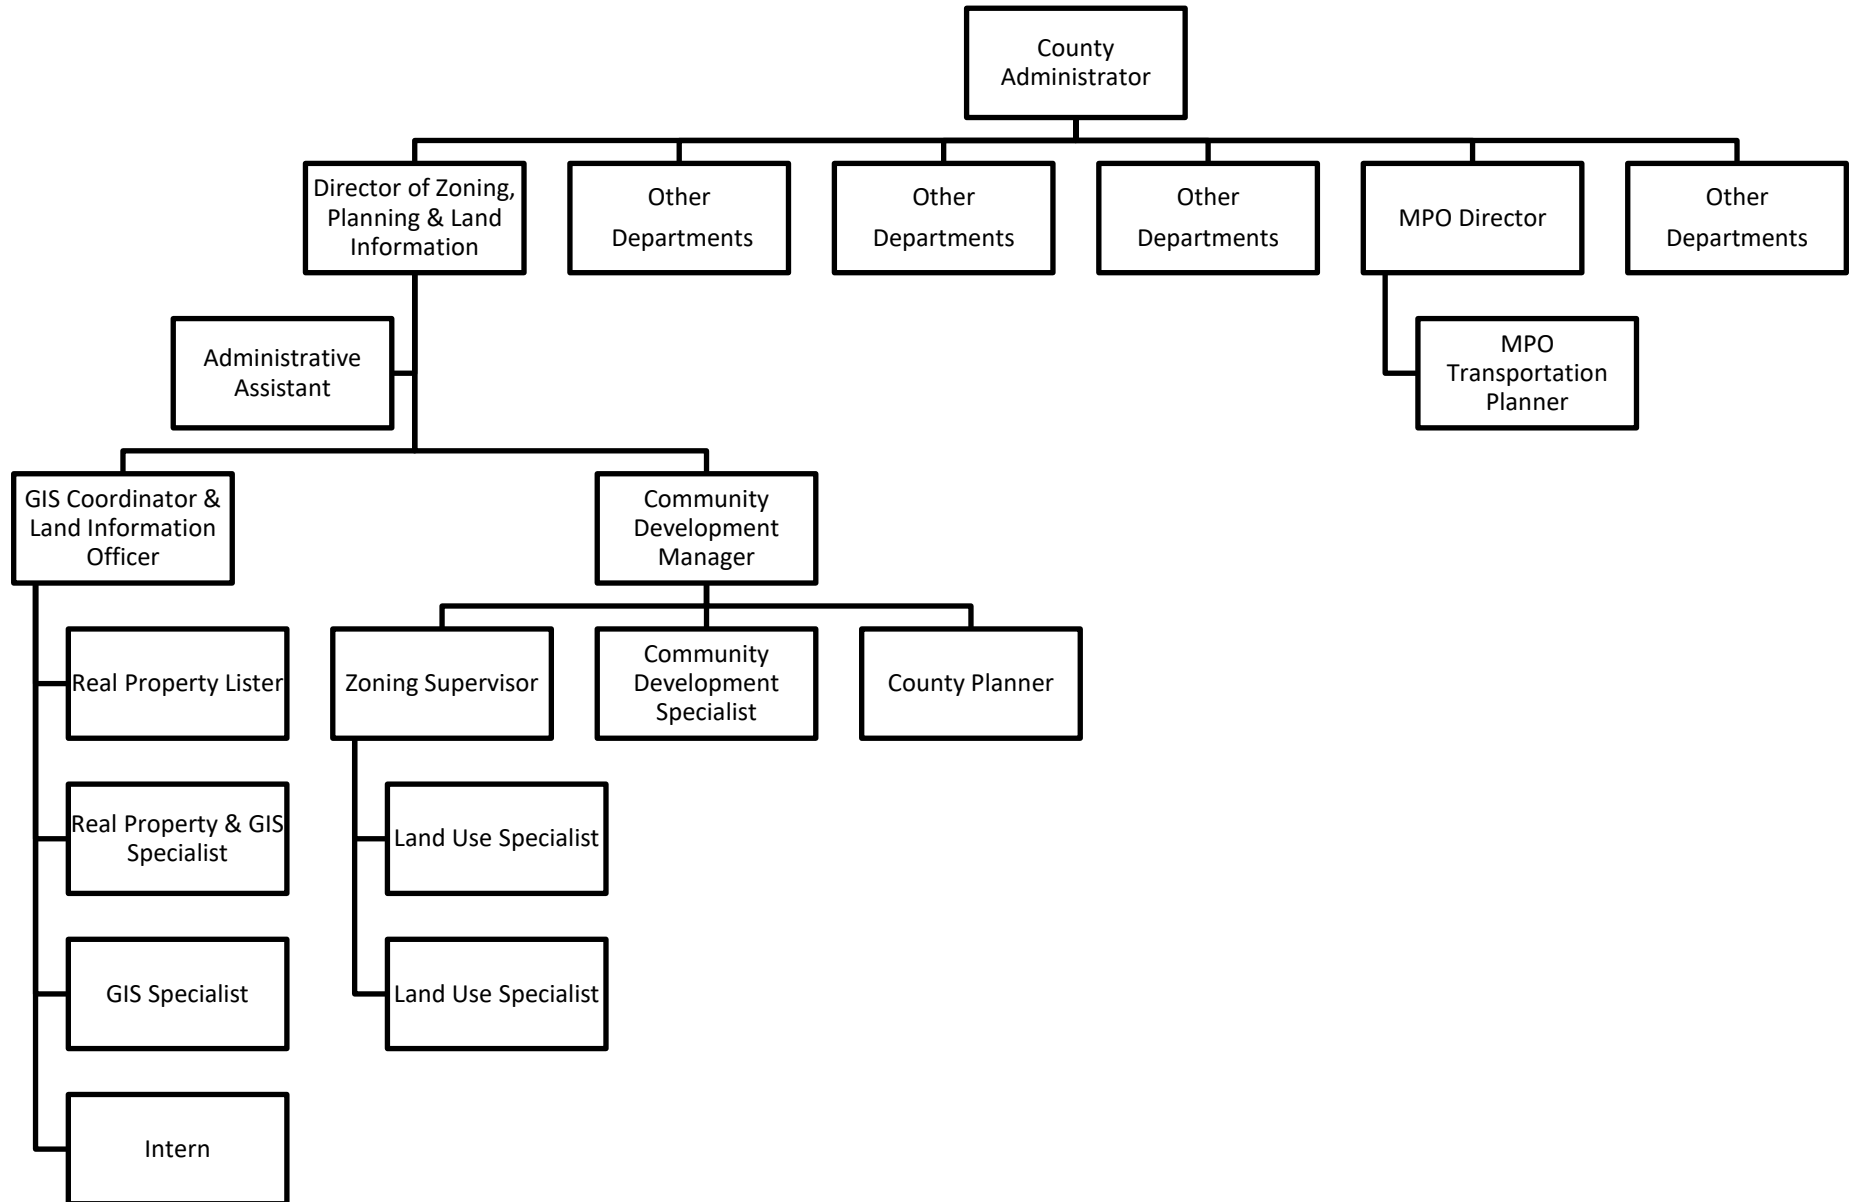 County
Administrator
Director of Zoning,
Planning & Land
Information
Other
Departments
Other
Departments
Other
Departments
MPO Director
Other
Departments
Administrative
Assistant
MPO
Transportation
Planner
GIS Coordinator &
Land Information
Officer
Community
Development
Manager
Real Property Lister
Zoning Supervisor
Community
Development
Specialist
County Planner
Real Property & GIS
Specialist
Land Use Specialist
GIS Specialist
Land Use Specialist
Intern